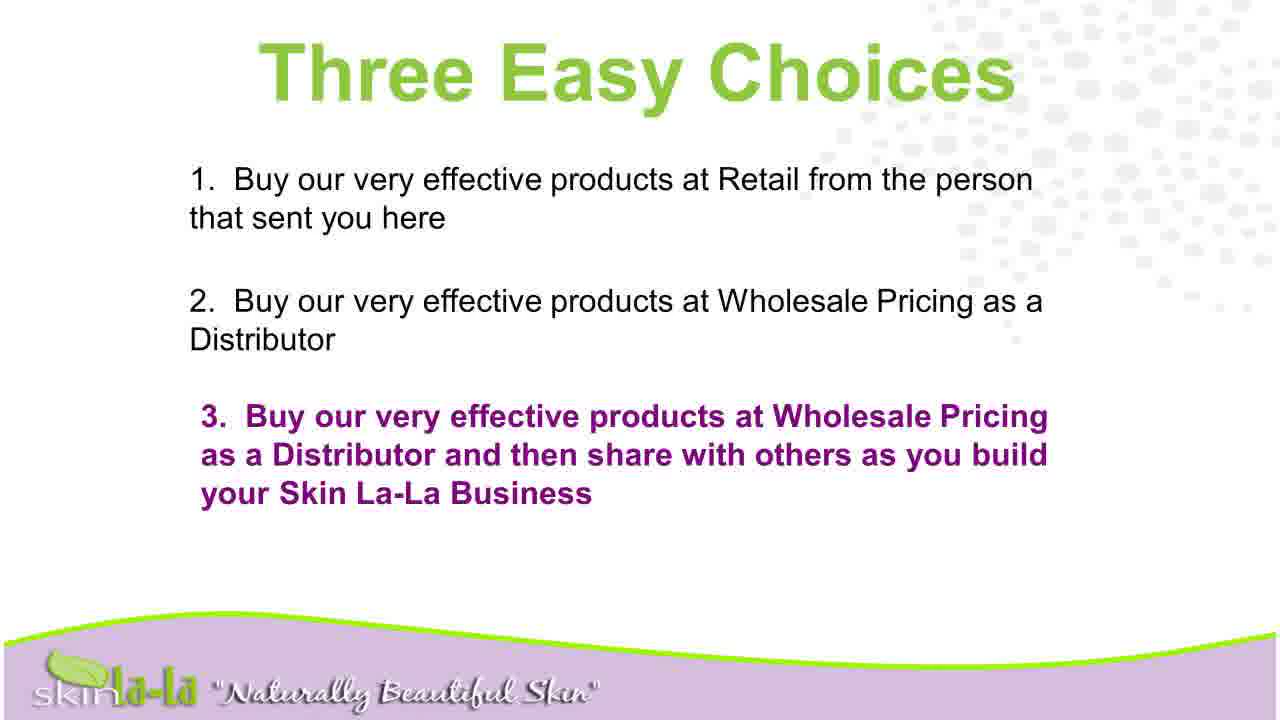 Three Easy Choices
1. Buy our very effective products at Retail from the person
that sent you here
2. Buy our very effective products at Wholesale Pricing as a
Distributor
3. Buy our very effective products at Wholesale Pricing
as a Distributor and then share with others as you build
your Skin La-La Business
skin la-la "Naturally Beautiful Skin"